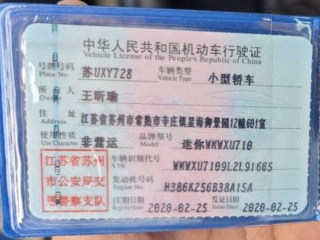 中华人民共和国机动车行驶证
Vehicle License of the People's Republic of China
号牌号码 苏UXY728 车辆类型 小型轿车
Plate No. Vehicle Type
所有人 王昕瑜
住址 江苏省苏州市常熟市辛庄镇星海御景园12幢601室
使用性质 非营运 品牌型号 迷你WMWXU710
江苏省苏州市公安局交通警察支队
车辆识别代号 WMWXU7109L2L91665
VIN
发动机号码 H386K256B38A15A
Engine No.
注册日期 2020-02-25 发证日期 2020-02-25
Register Date Issue Date